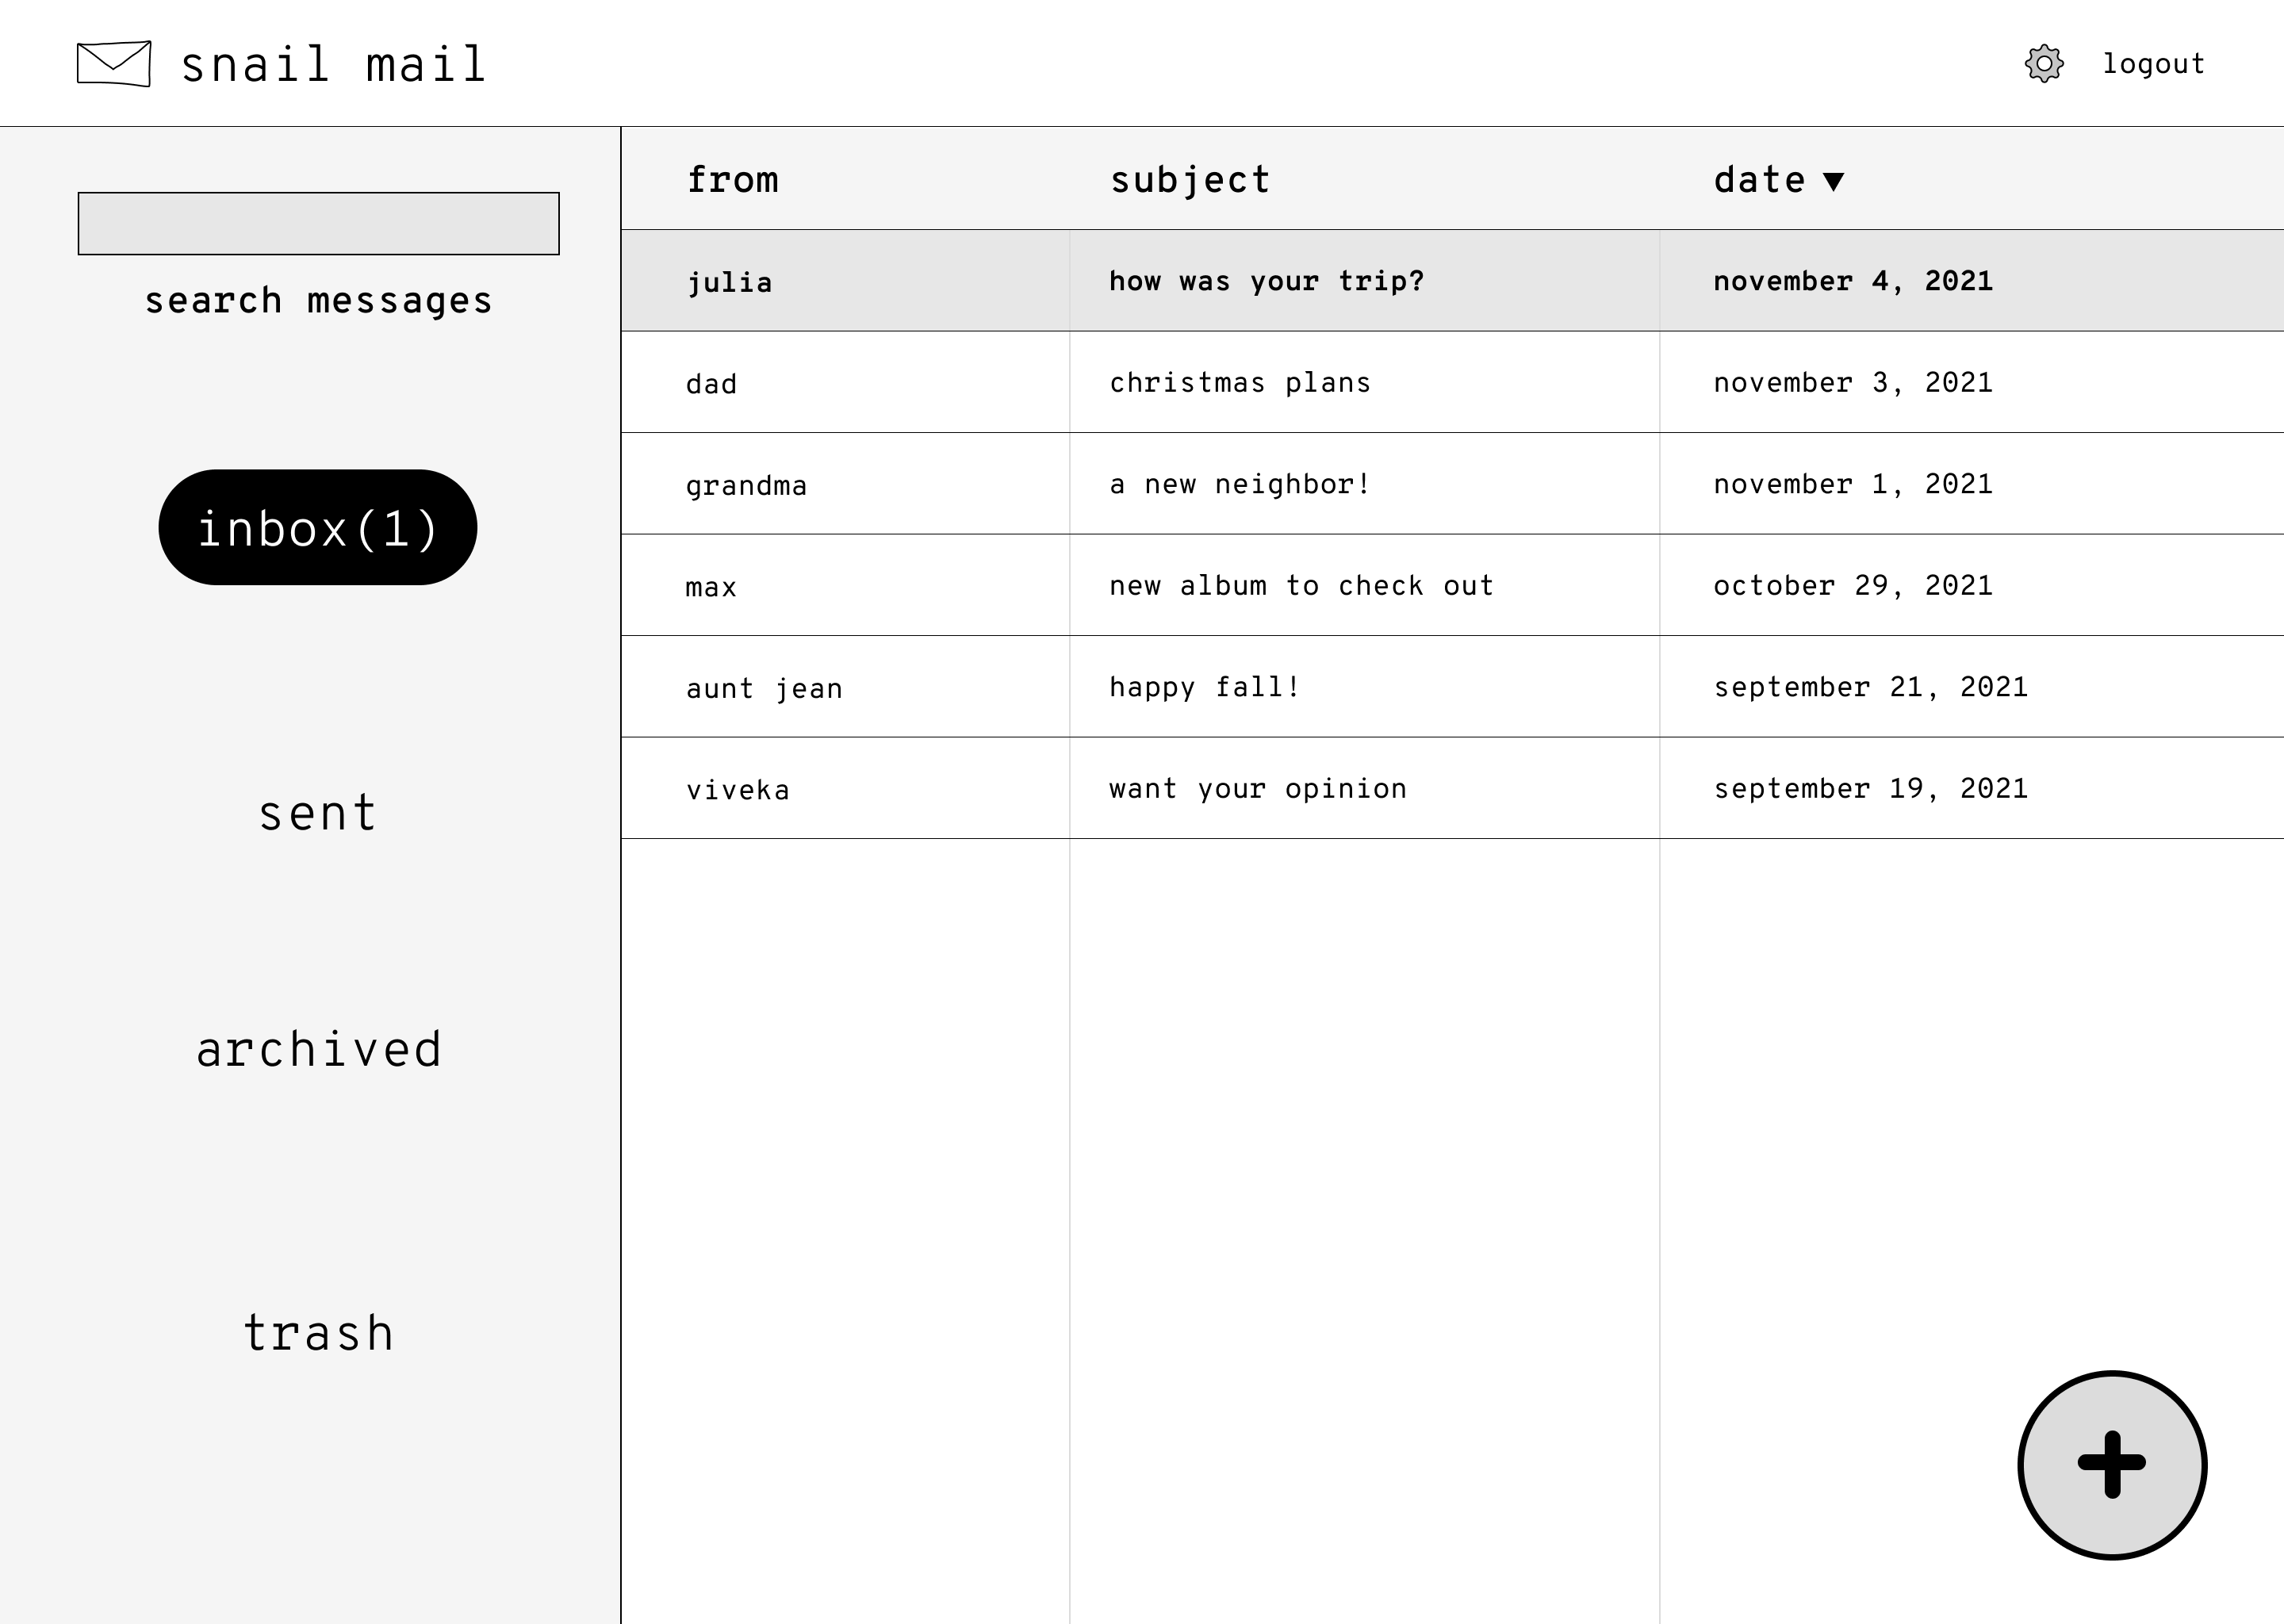 snail mail
logout
search messages
inbox(1)
sent
archived
trash
from subject date ▼
julia how was your trip? november 4, 2021
dad christmas plans november 3, 2021
grandma a new neighbor! november 1, 2021
max new album to check out october 29, 2021
aunt jean happy fall! september 21, 2021
viveka want your opinion september 19, 2021